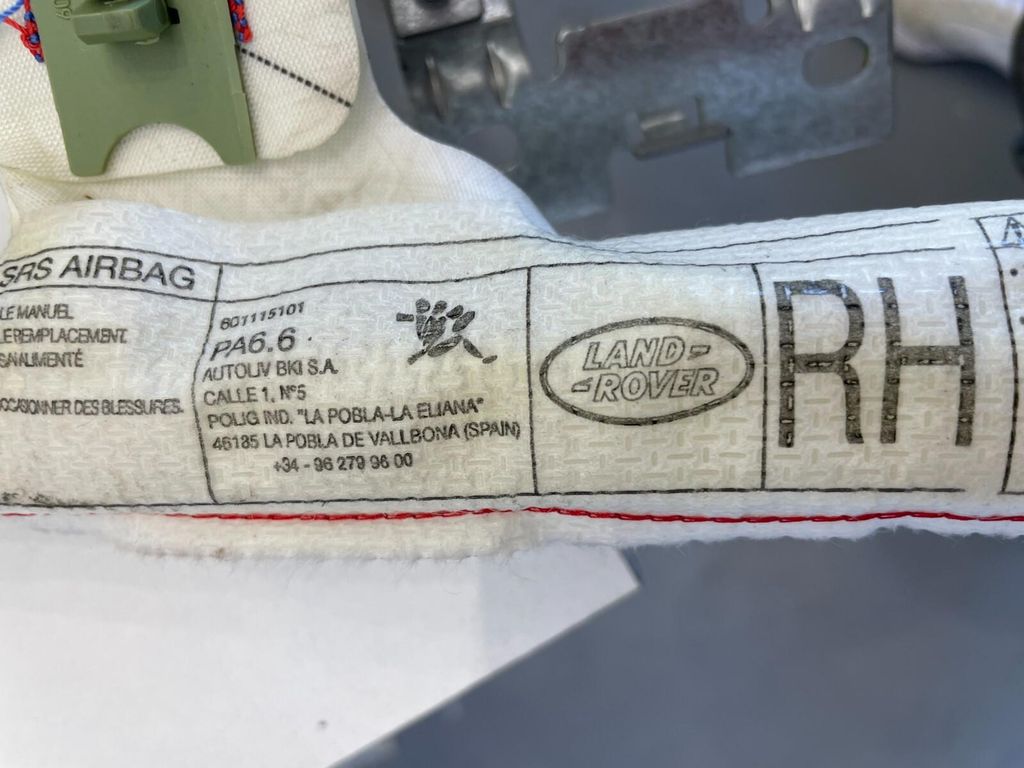 SRS AIRBAG
LE MANUEL
LE REMPLACEMENT.
OCCASIONNER DES BLESSURES.
601115101
PA6.6
AUTOLIV BKI S.A.
CALLE 1, Nº5
POLIG IND. "LA POBLA-LA ELIANA"
46185 LA POBLA DE VALLBONA (SPAIN)
+34 - 96 279 96 00
LAND-
-ROVER
RH